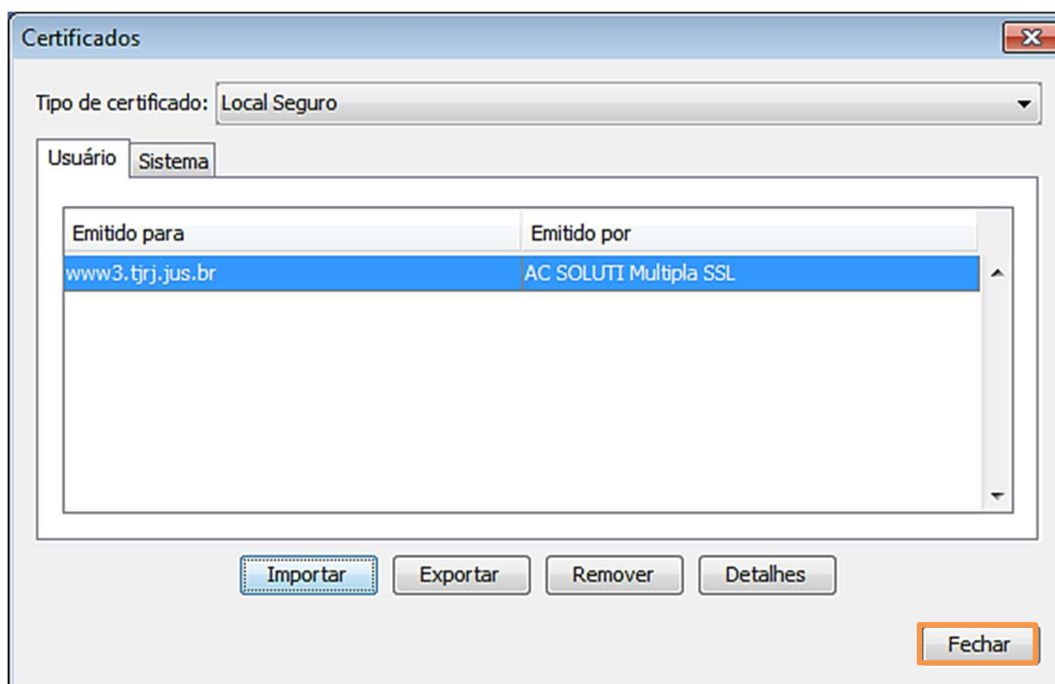 Certificados
Tipo de certificado: Local Seguro
Usuário Sistema
Emitido para Emitido por
www3.tjrj.jus.br AC SOLUTI Multipla SSL
Importar Exportar Remover Detalhes
Fechar